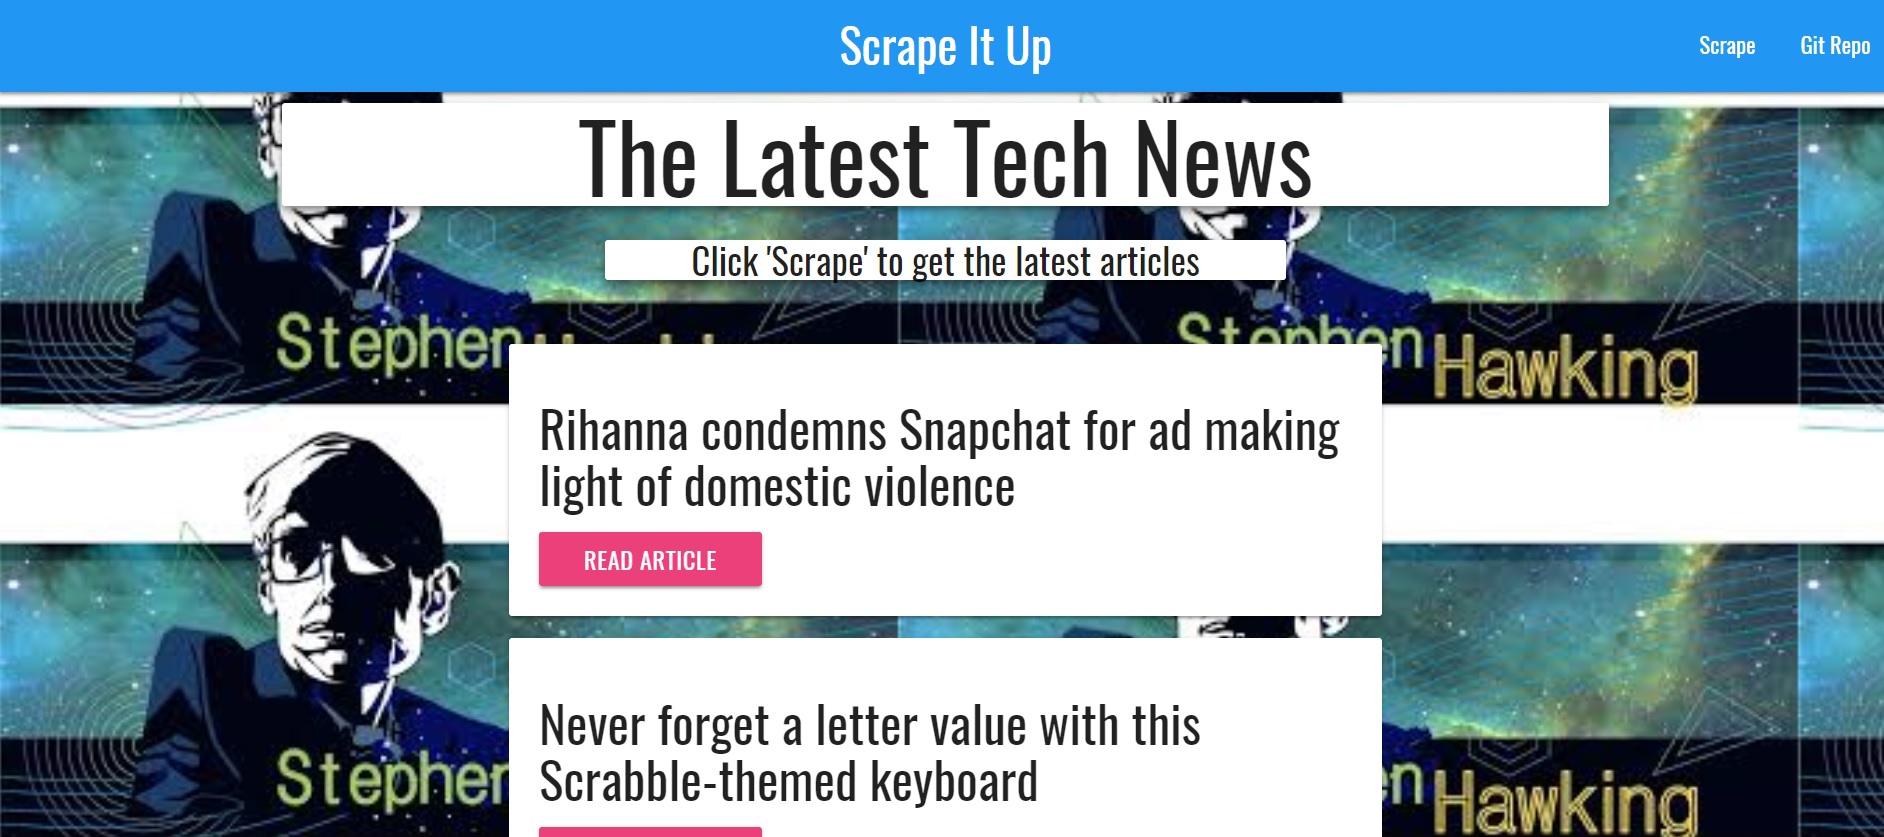 Scrape It Up
Scrape
Git Repo
The Latest Tech News
Click 'Scrape' to get the latest articles
Stephen
Stephen
Hawking
Rihanna condemns Snapchat for ad making
light of domestic violence
READ ARTICLE
Never forget a letter value with this
Scrabble-themed keyboard
Stephen
Hawking